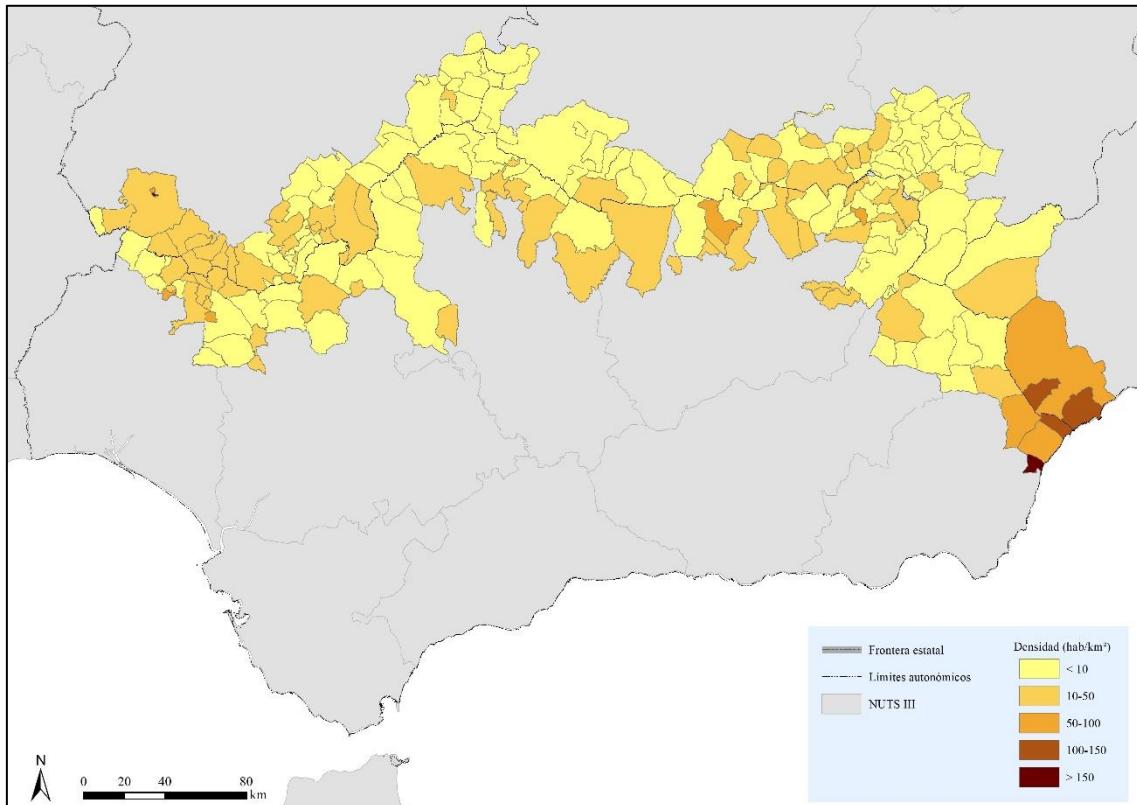 Frontera estatal
Límites autonómicos
NUTS III
Densidad (hab/km²)
< 10
10-50
50-100
100-150
> 150
N
0 20 40 80
km